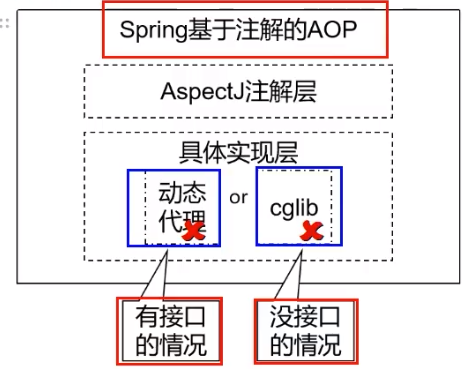 Spring基于注解的AOP
AspectJ注解层
具体实现层
动态
代理
or
cglib
有接口
的情况
没接口
的情况